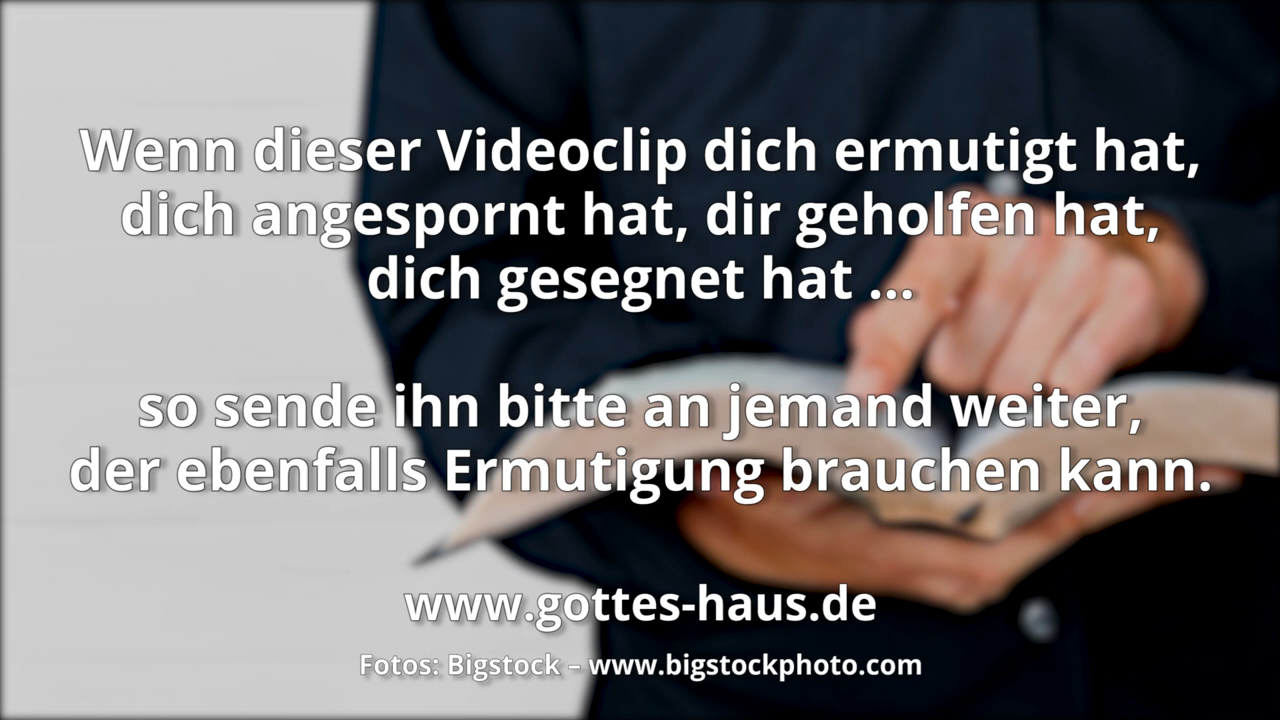 Wenn dieser Videoclip dich ermutigt hat,
dich angespornt hat, dir geholfen hat,
dich gesegnet hat ...
so sende ihn bitte an jemand weiter,
der ebenfalls Ermutigung brauchen kann.
www.gottes-haus.de
Fotos: Bigstock – www.bigstockphoto.com